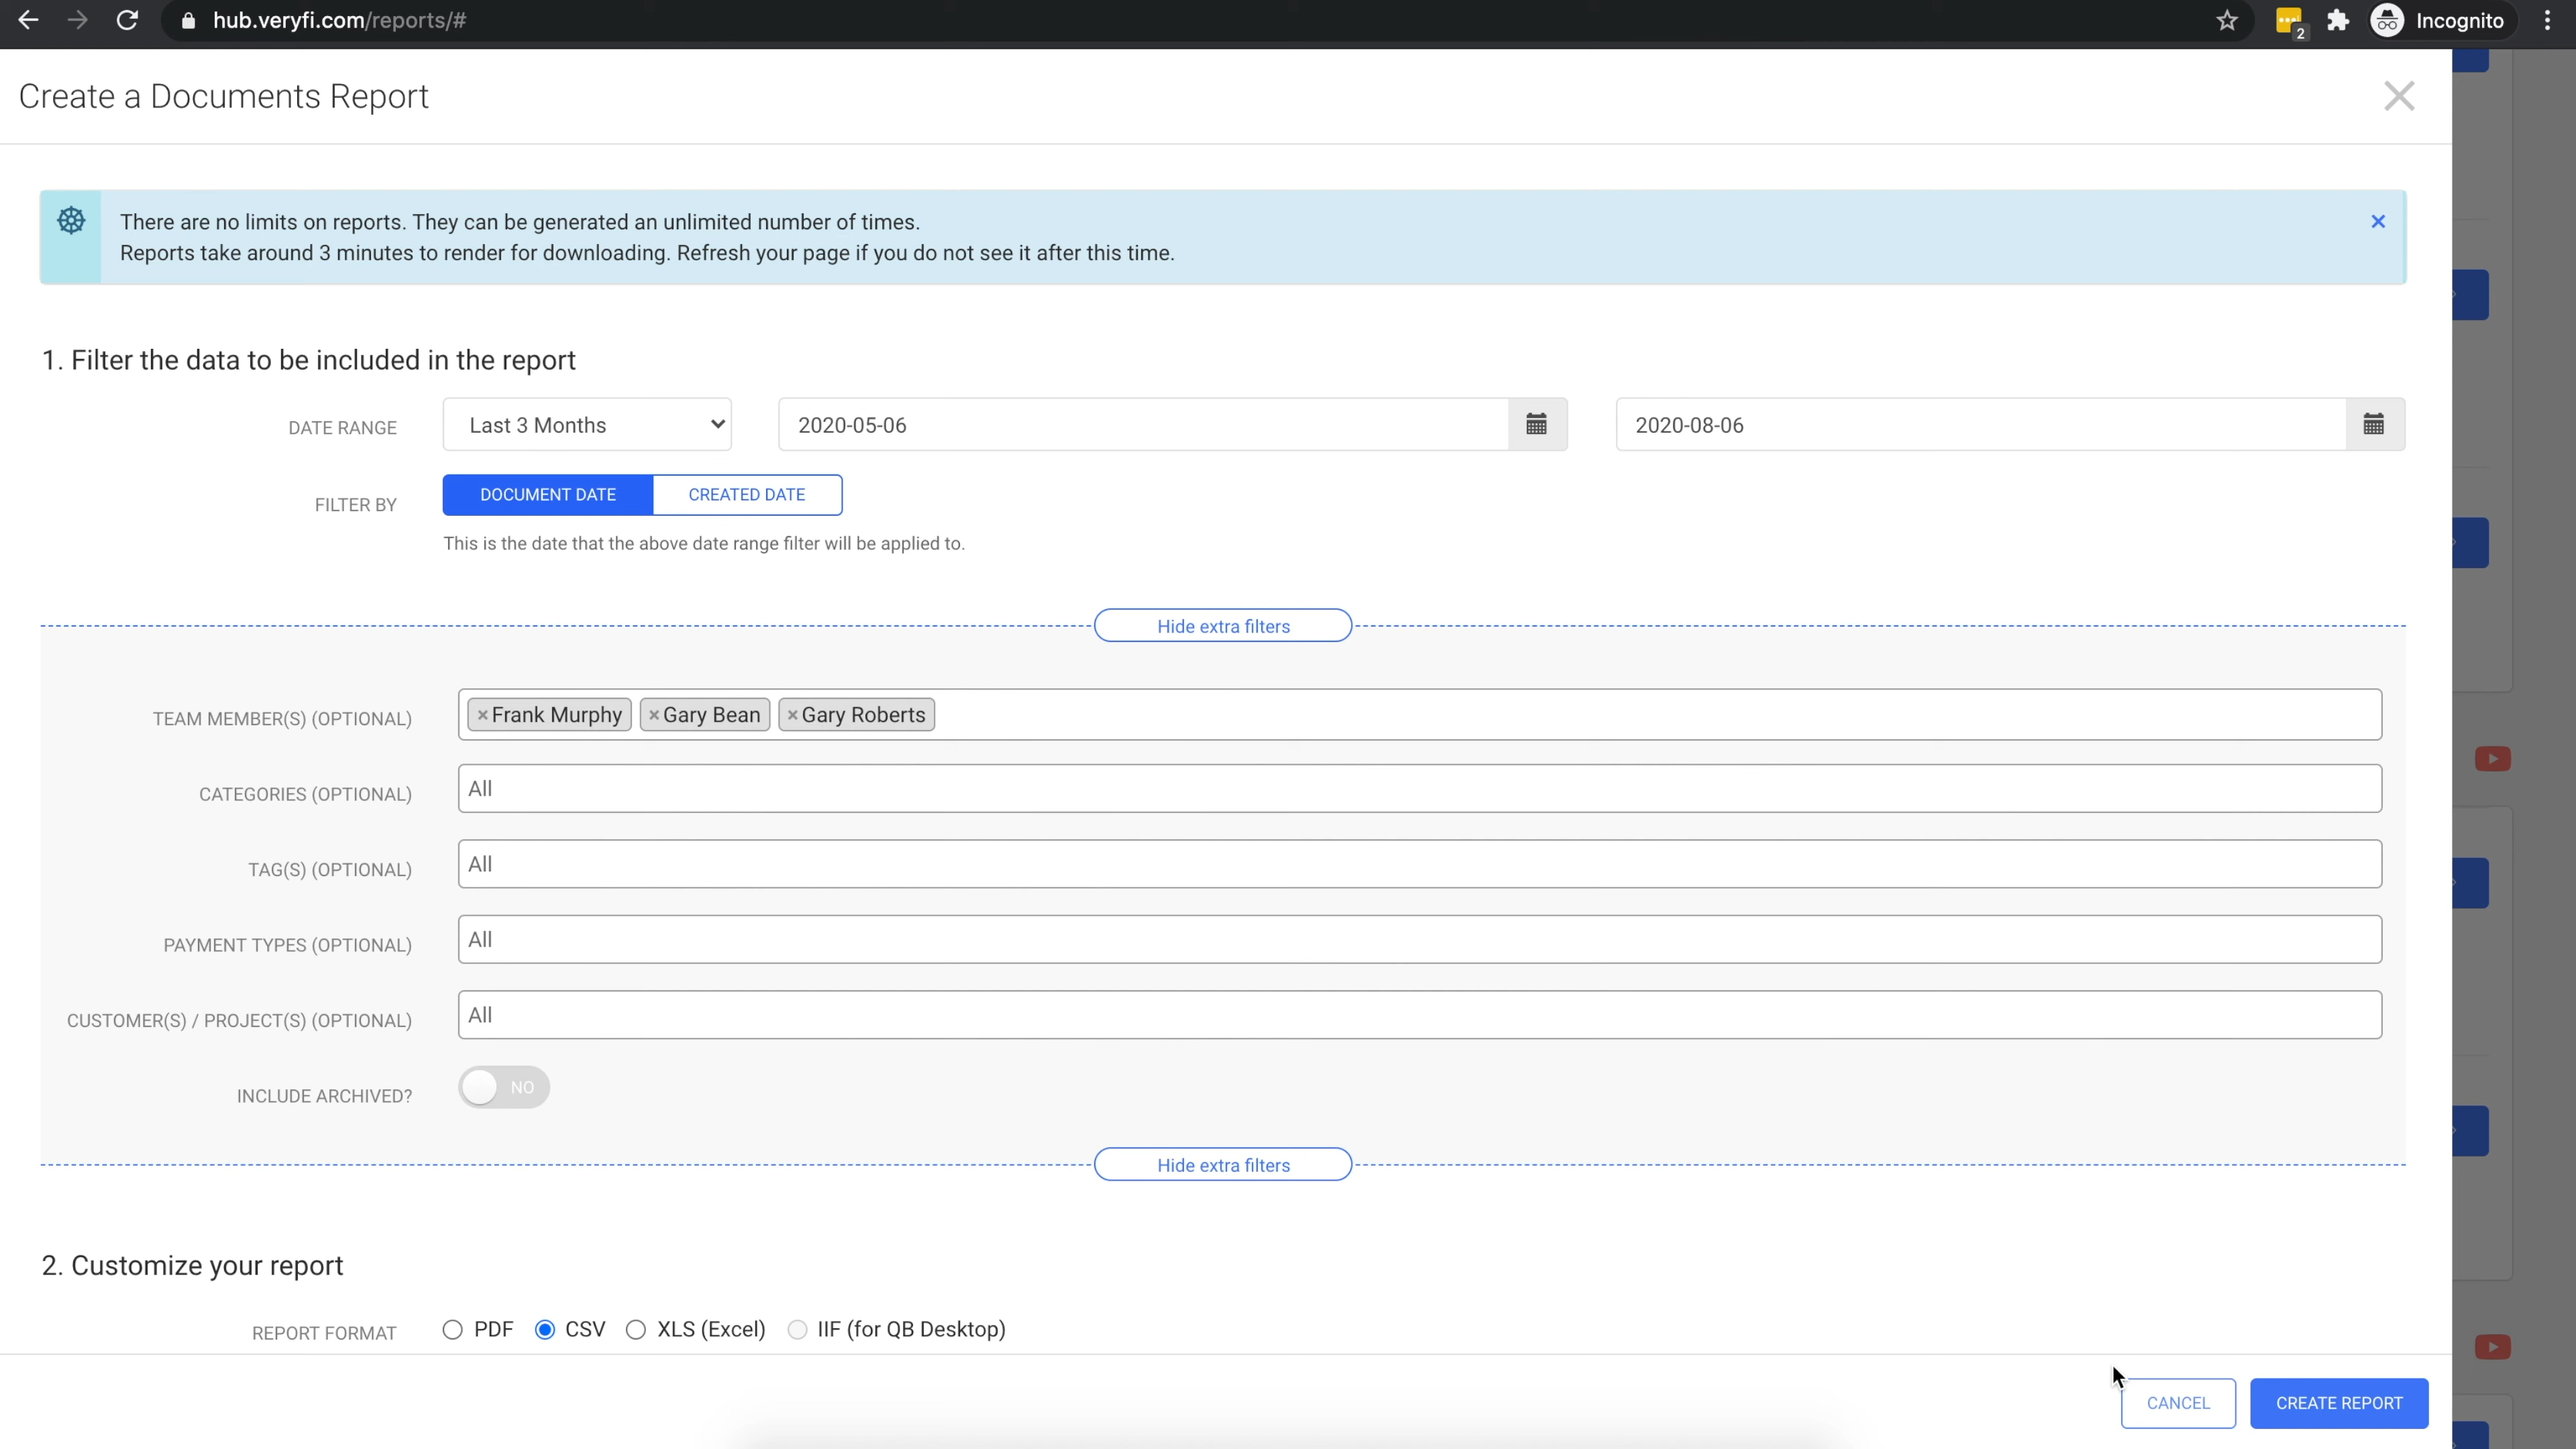 hub.veryfi.com/reports/#
2
Incognito
Create a Documents Report
There are no limits on reports. They can be generated an unlimited number of times.
Reports take around 3 minutes to render for downloading. Refresh your page if you do not see it after this time.
1. Filter the data to be included in the report
DATE RANGE Last 3 Months 2020-05-06 2020-08-06
FILTER BY DOCUMENT DATE CREATED DATE
This is the date that the above date range filter will be applied to.
Hide extra filters
TEAM MEMBER(S) (OPTIONAL) ×Frank Murphy ×Gary Bean ×Gary Roberts
CATEGORIES (OPTIONAL) All
TAG(S) (OPTIONAL) All
PAYMENT TYPES (OPTIONAL) All
CUSTOMER(S) / PROJECT(S) (OPTIONAL) All
INCLUDE ARCHIVED? NO
Hide extra filters
2. Customize your report
REPORT FORMAT PDF CSV XLS (Excel) IIF (for QB Desktop)
CANCEL CREATE REPORT